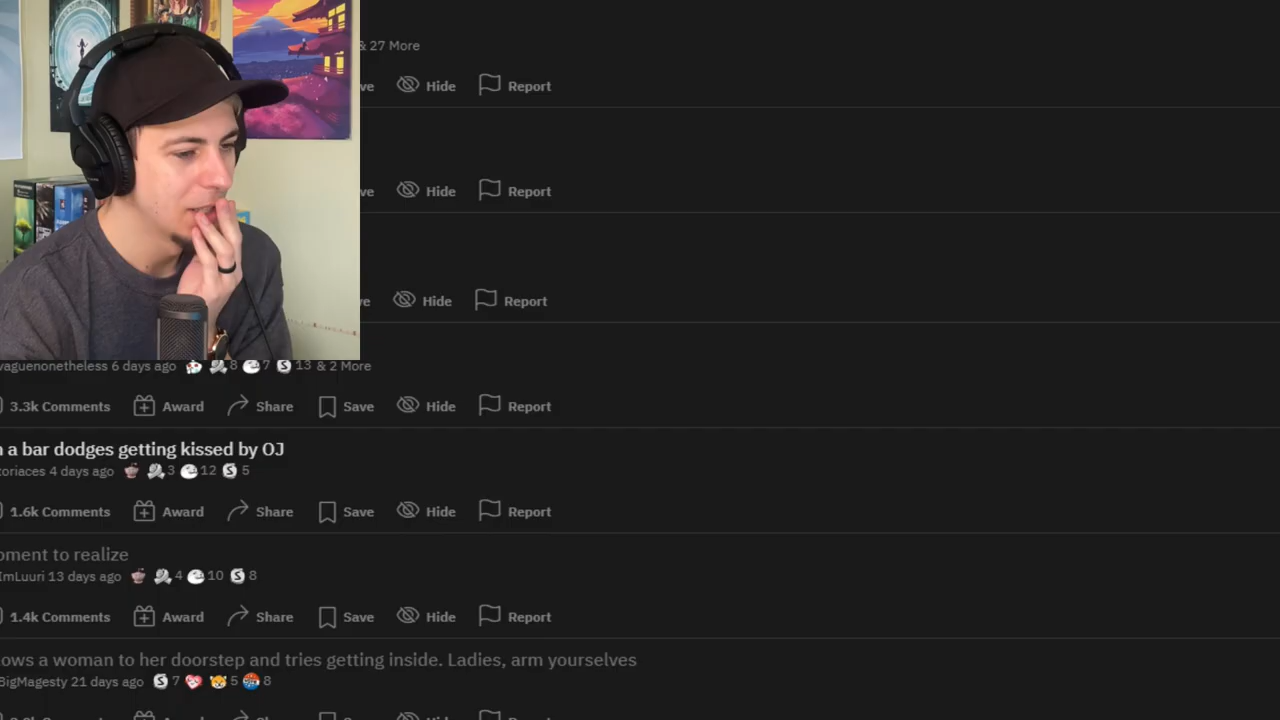 & 27 More
ve Hide Report
ve Hide Report
e Hide Report
vaguenonetheless 6 days ago 8 7 13 & 2 More
3.3k Comments Award Share Save Hide Report
a bar dodges getting kissed by OJ
toriaces 4 days ago 3 12 5
1.6k Comments Award Share Save Hide Report
oment to realize
ImLuuri 13 days ago 4 10 8
1.4k Comments Award Share Save Hide Report
lows a woman to her doorstep and tries getting inside. Ladies, arm yourselves
BigMagesty 21 days ago 7 5 8